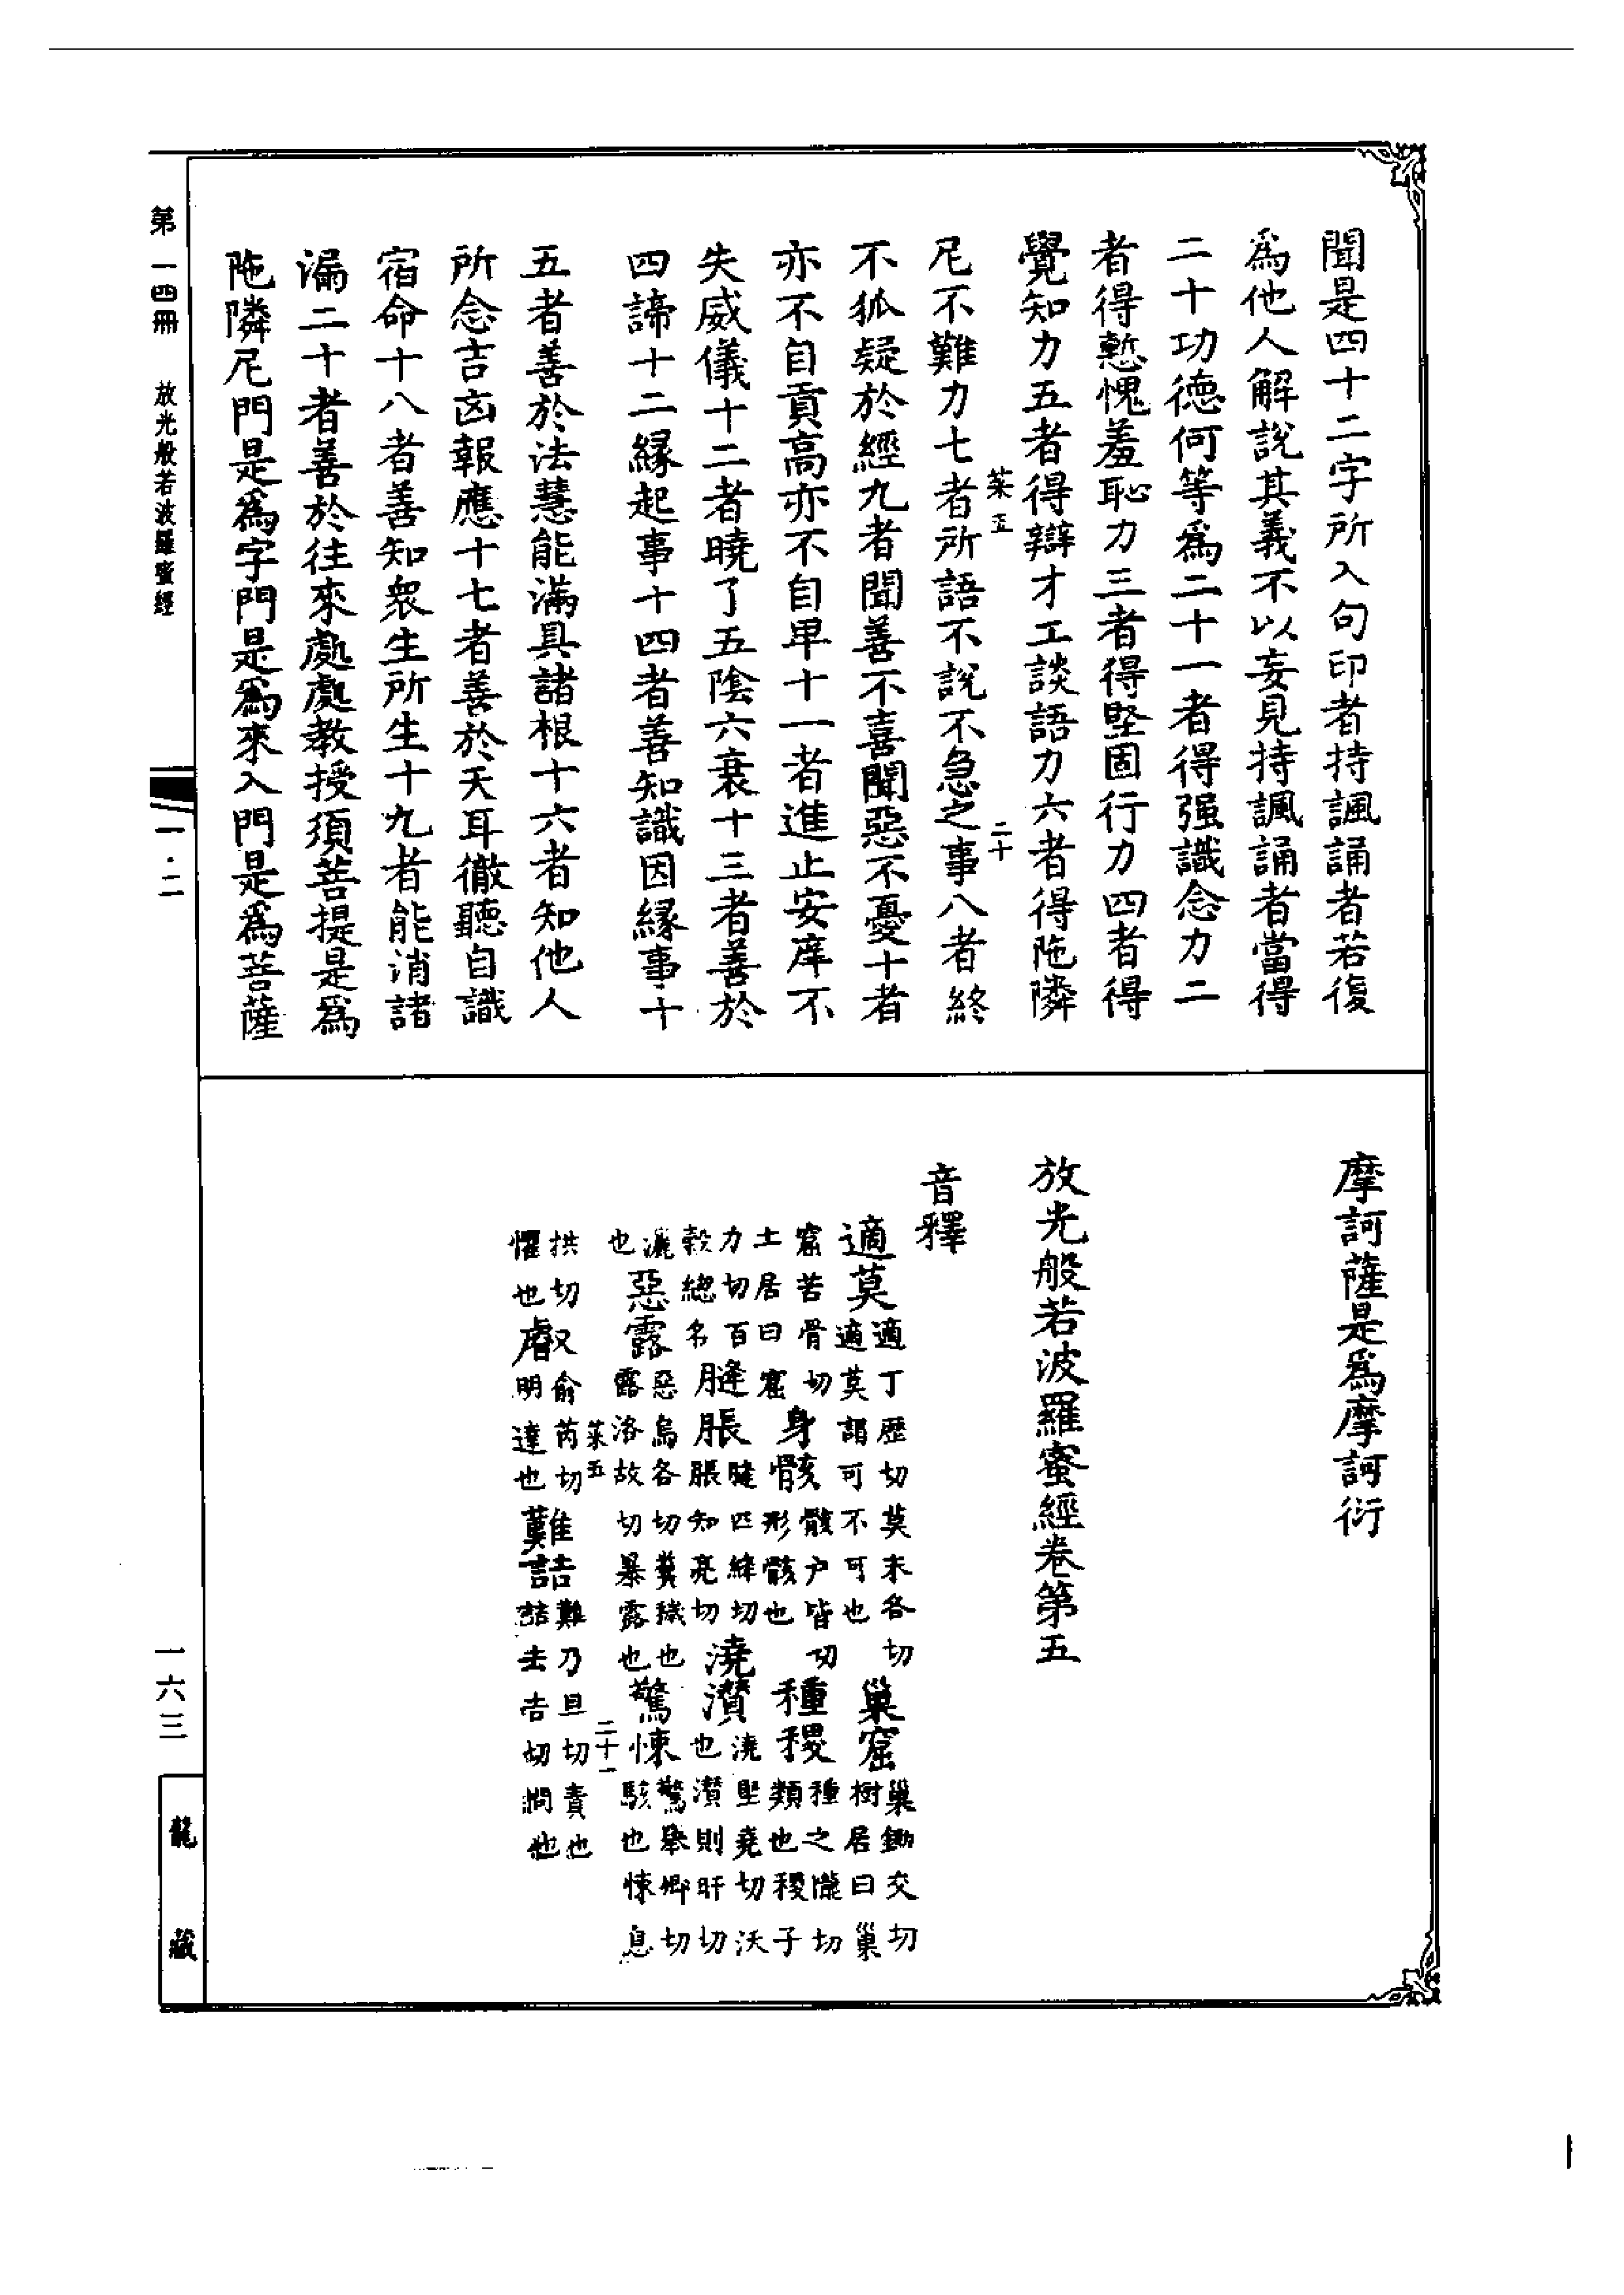 聞是四十二字所入句印者持諷誦者若復
為他人解說其義不以妄見持諷誦者當得
二十功德何等為二十一者得强識念力二
者得慙愧羞恥力三者得堅固行力四者得
覺知力五者得辯才工談語力六者得陁隣
尼不難力七者所語不說不急之事八者終
不狐疑於經九者聞善不喜聞惡不憂十者
亦不自貢高亦不自卑十一者進止安庠不
失威儀十二者曉了五陰六衰十三者善於
四諦十二緣起事十四者善知識因緣事十
五者善於法慧能滿具諸根十六者知他人
所念吉凶報應十七者善於天耳徹聽自識
宿命十八者善知衆生所生十九者能消諸
漏二十者善於往來處處教授須菩提是為
陁隣尼門是為字門是為來入門是為菩薩
菜五 二十
摩訶薩是為摩訶衍
放光般若波羅蜜經卷第五
音釋
適莫 適丁歷切莫末各切適莫謂可不可也 巢窟 巢鋤交切樹居曰巢
窟苦骨切土居曰窟 身骸 骸户皆切形骸也 種稷 種之隴切類也稷子
力切百穀總名 膖脹 膖匹絳切脹知亮切 澆灒 澆堅堯切沃也灒則旰切
灑也 惡露 惡烏各切糞穢也露洛故切暴露也 驚悚 驚舉卿切駭也悚息
拱切懼也 睿 又俞芮切明達也 難詰 難乃旦切責也詰去吉切問也
菜五 二十一
第一四冊 放光般若波羅蜜經
一·二
一六三
龍藏